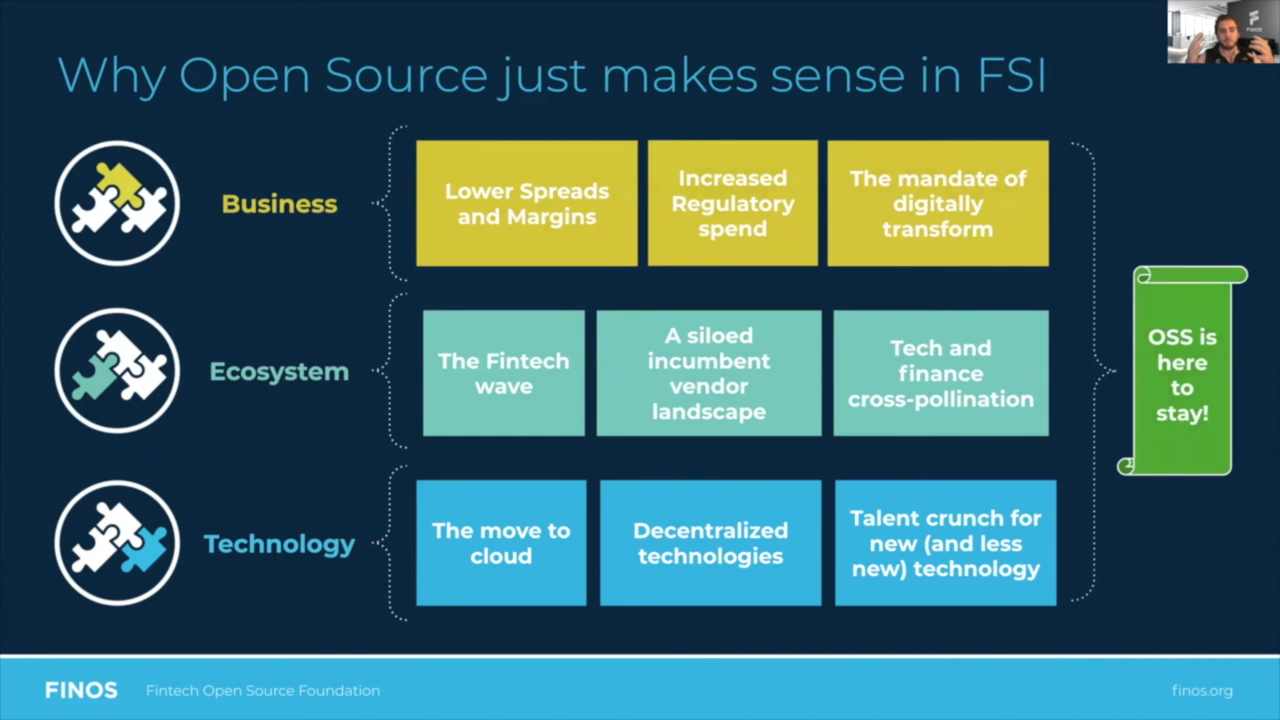 Why Open Source just makes sense in FSI
Business
Lower Spreads
and Margins
Increased
Regulatory
spend
The mandate of
digitally
transform
Ecosystem
The Fintech
wave
A siloed
incumbent
vendor
landscape
Tech and
finance
cross-pollination
Technology
The move to
cloud
Decentralized
technologies
Talent crunch for
new (and less
new) technology
OSS is
here
to
stay!
FINOS
Fintech Open Source Foundation
finos.org
FINOS